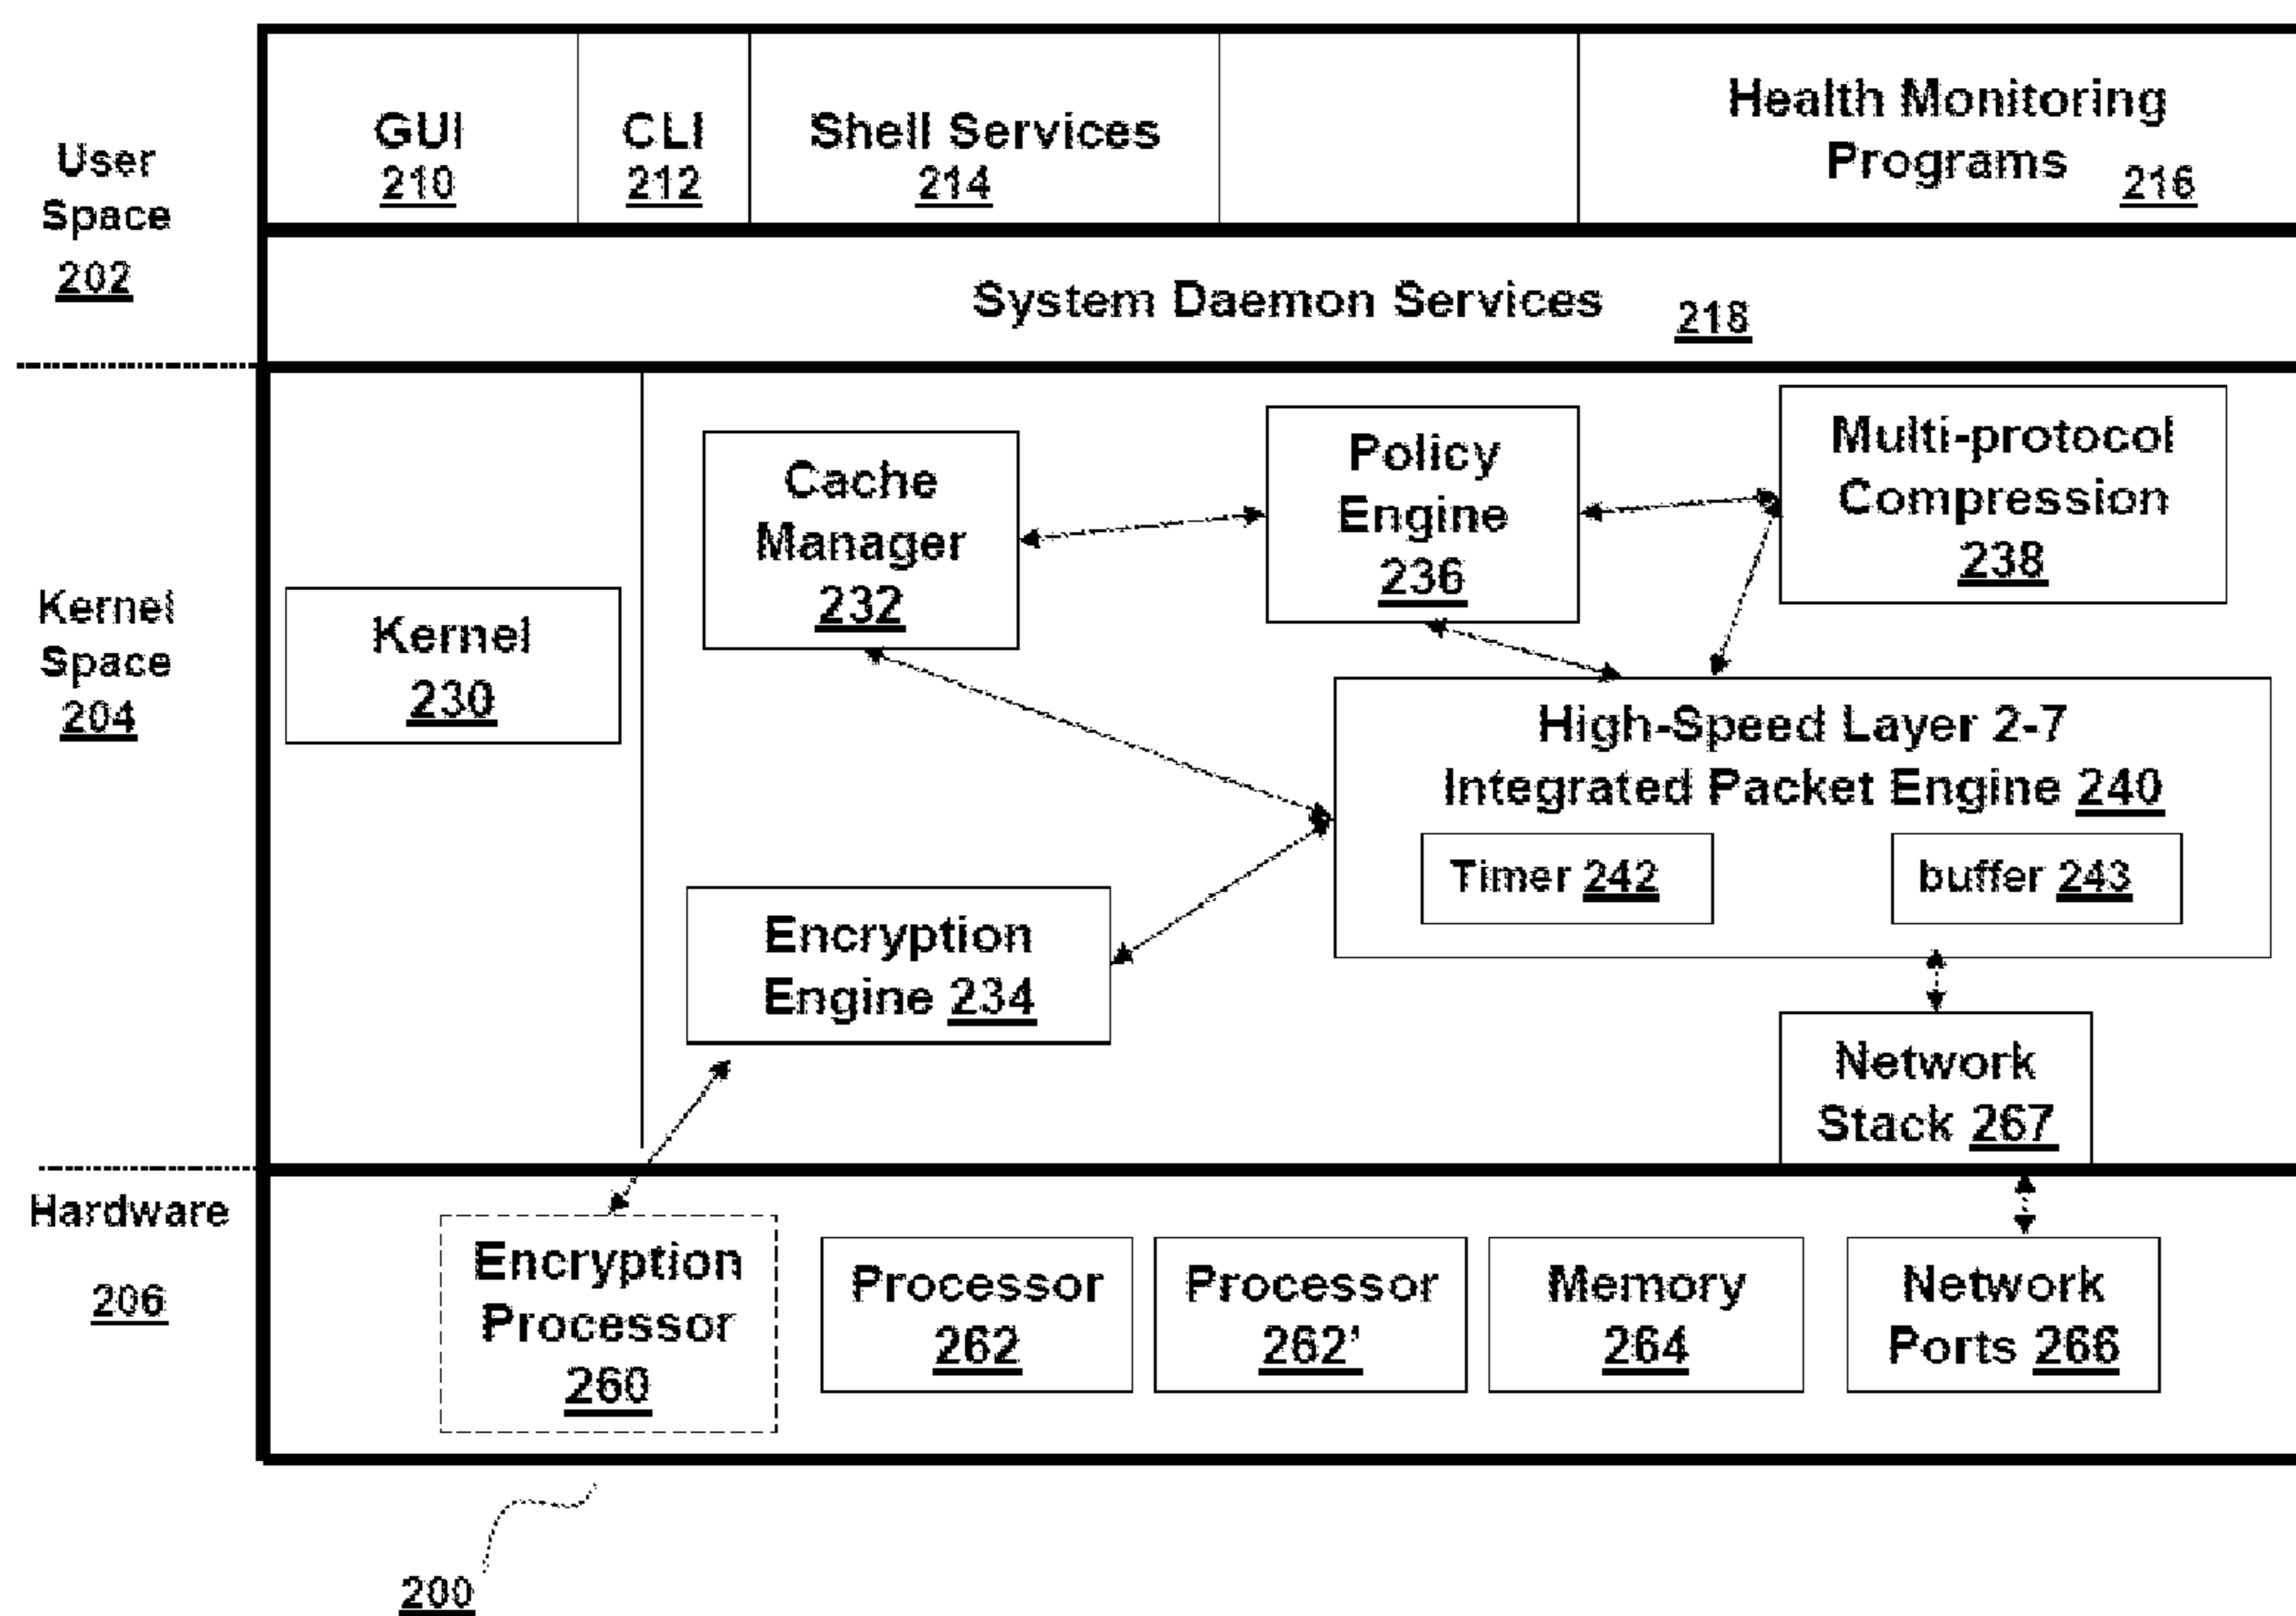 User
Space
202
GUI
210
CLI
212
Shell Services
214
Health Monitoring
Programs 216
System Daemon Services 218
Kernel
Space
204
Kernel
230
Cache
Manager
232
Policy
Engine
236
Multi-protocol
Compression
238
High-Speed Layer 2-7
Integrated Packet Engine 240
Timer 242
buffer 243
Encryption
Engine 234
Network
Stack 267
Hardware
206
Encryption
Processor
260
Processor
262
Processor
262'
Memory
264
Network
Ports 266
200